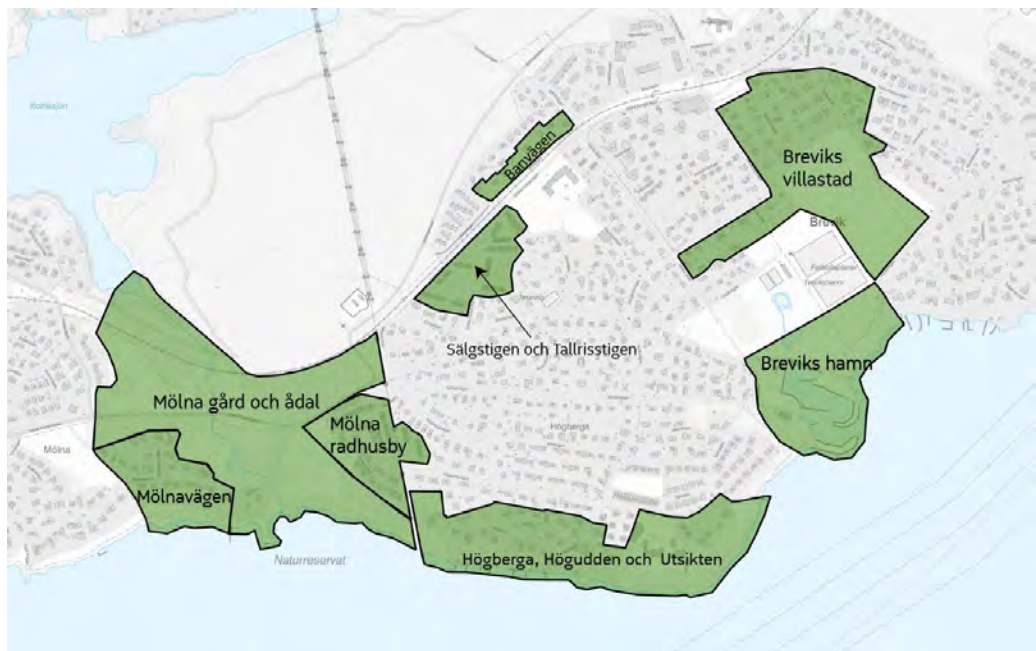 Kottlasjön
Banvägen
Breviks
villastad
Brevik
Sälgstigen och Tallrisstigen
Breviks hamn
Mölna gård och ådal
Mölna
radhusby
Högberga
Mölna
Mölnavägen
Högberga, Högudden och Utsikten
Naturreservat